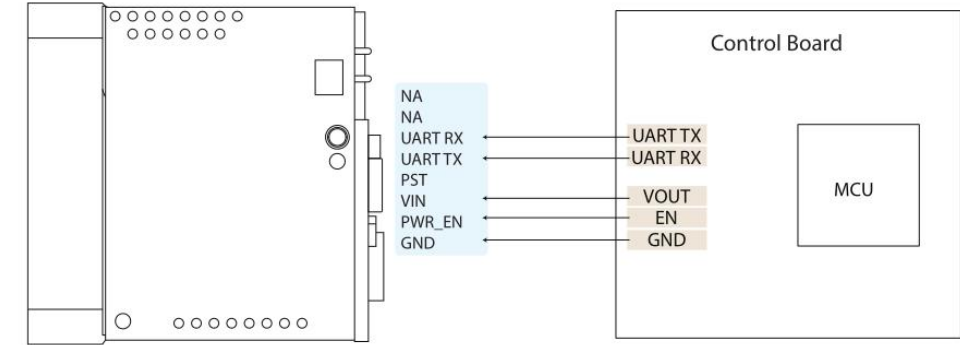 Control Board
NA
NA
UART RX
UART TX
PST
VIN
PWR_EN
GND
UART TX
UART RX
VOUT
EN
GND
MCU